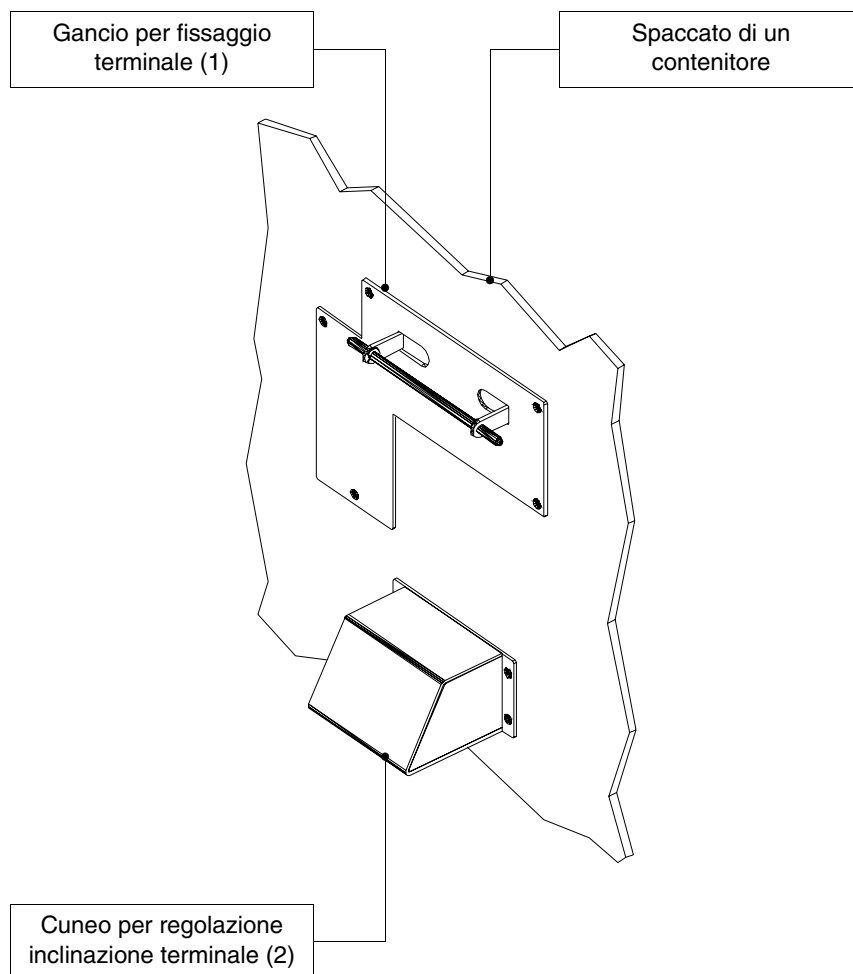 Gancio per fissaggio
terminale (1)
Spaccato di un
contenitore
Cuneo per regolazione
inclinazione terminale (2)